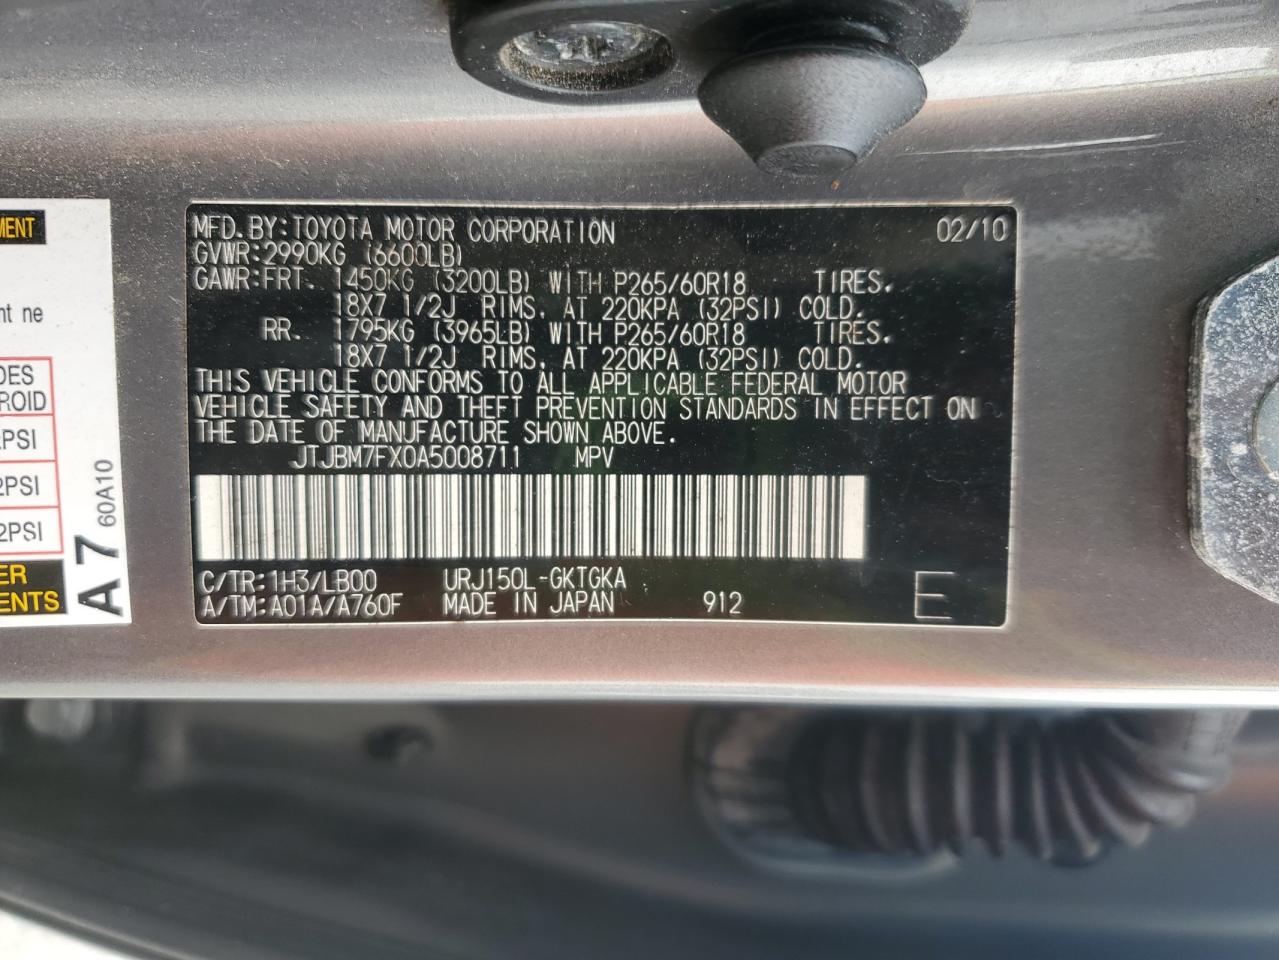 MFD.BY:TOYOTA MOTOR CORPORATION 02/10
GVWR:2990KG (6600LB)
GAWR:FRT. 1450KG (3200LB) WITH P265/60R18 TIRES.
18X7 1/2J RIMS, AT 220KPA (32PSI) COLD.
RR. 1795KG (3965LB) WITH P265/60R18 TIRES.
18X7 1/2J RIMS, AT 220KPA (32PSI) COLD.
THIS VEHICLE CONFORMS TO ALL APPLICABLE FEDERAL MOTOR
VEHICLE SAFETY AND THEFT PREVENTION STANDARDS IN EFFECT ON
THE DATE OF MANUFACTURE SHOWN ABOVE.
JTJBM7FX0A5008711 MPV
C/TR:1H3/LB00 URJ150L-GKTGKA
A/TM:A01A/A760F MADE IN JAPAN 912 E
MENT
nt ne
DES
ROID
PSI
2PSI
2PSI
ER
ENTS
A7
60A10